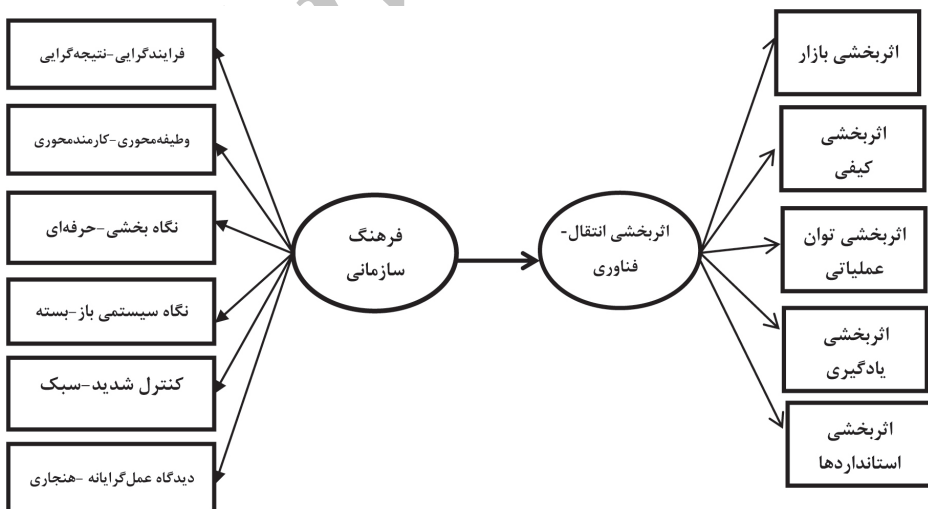 اثربخشی بازار
اثربخشی
کیفی
اثربخشی توان
عملیاتی
اثربخشی
یادگیری
اثربخشی
استانداردها
اثربخشی انتقال-
فناوری
فرهنگ
سازمانی
فرایندگرایی-نتیجه‌گرایی
وظیفه‌محوری-کارمندمحوری
نگاه بخشی-حرفه‌ای
نگاه سیستمی باز-بسته
کنترل شدید-سبک
دیدگاه عمل‌گرایانه -هنجاری